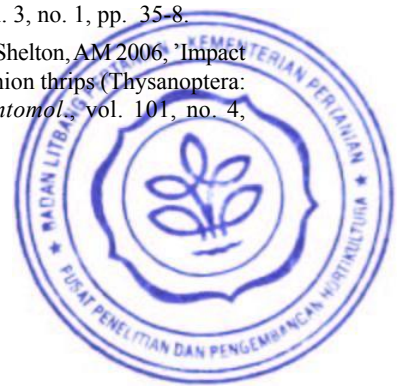 l. 3, no. 1, pp. 35-8.
Shelton, AM 2006, ’Impact
nion thrips (Thysanoptera:
ntomol., vol. 101, no. 4,
BADAN LITBANG PERTANIAN - KEMENTERIAN PERTANIAN
★ PUSAT PENELITIAN DAN PENGEMBANGAN HORTIKULTURA ★